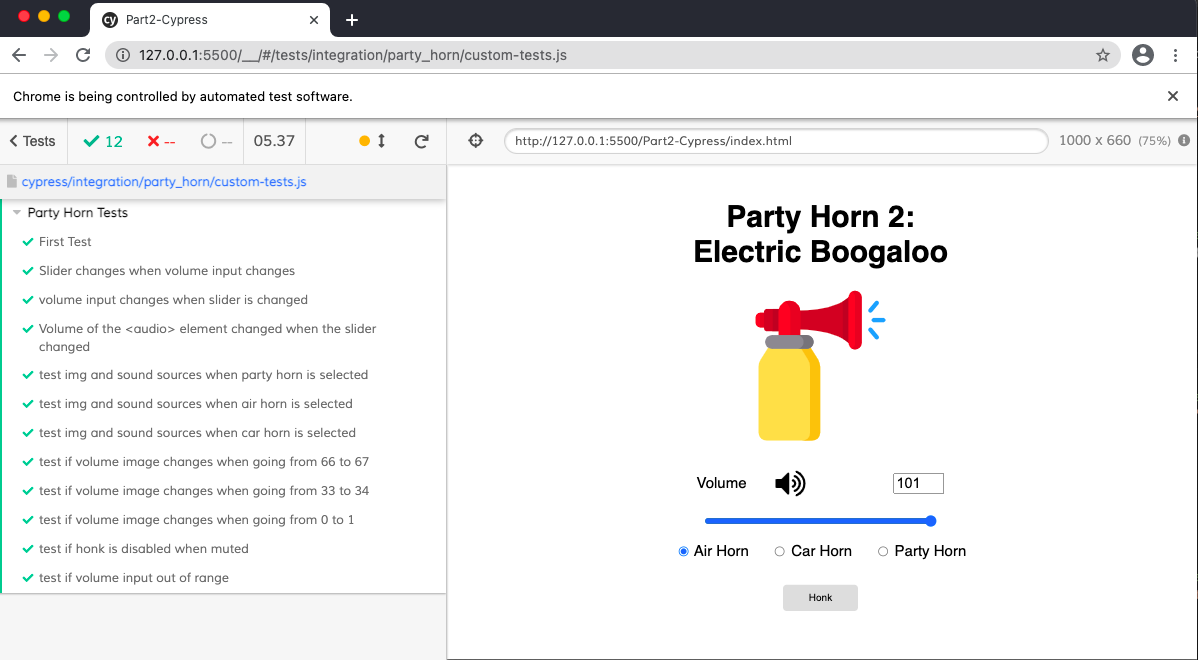 cy Part2-Cypress
127.0.0.1:5500/__/#/tests/integration/party_horn/custom-tests.js
Chrome is being controlled by automated test software.
Tests 12 -- -- 05.37 http://127.0.0.1:5500/Part2-Cypress/index.html 1000 x 660 (75%)
cypress/integration/party_horn/custom-tests.js
Party Horn Tests
First Test
Slider changes when volume input changes
volume input changes when slider is changed
Volume of the <audio> element changed when the slider
changed
test img and sound sources when party horn is selected
test img and sound sources when air horn is selected
test img and sound sources when car horn is selected
test if volume image changes when going from 66 to 67
test if volume image changes when going from 33 to 34
test if volume image changes when going from 0 to 1
test if honk is disabled when muted
test if volume input out of range
Party Horn 2:
Electric Boogaloo
Volume 101
Air Horn Car Horn Party Horn
Honk